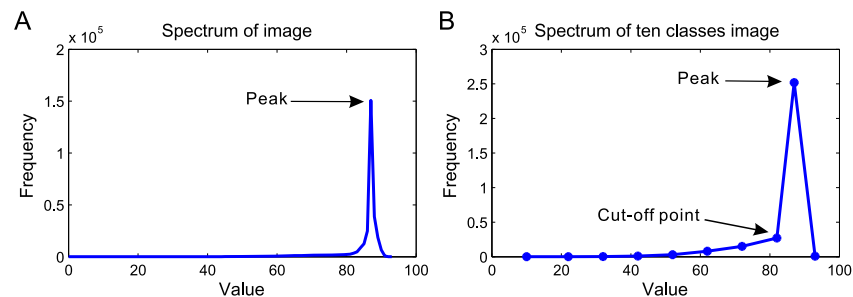 A
Spectrum of image
x 10^5
2
1.5
1
0.5
0
0 20 40 60 80 100
Frequency
Value
Peak
B
Spectrum of ten classes image
x 10^5
3
2.5
2
1.5
1
0.5
0
0 20 40 60 80 100
Frequency
Value
Peak
Cut-off point